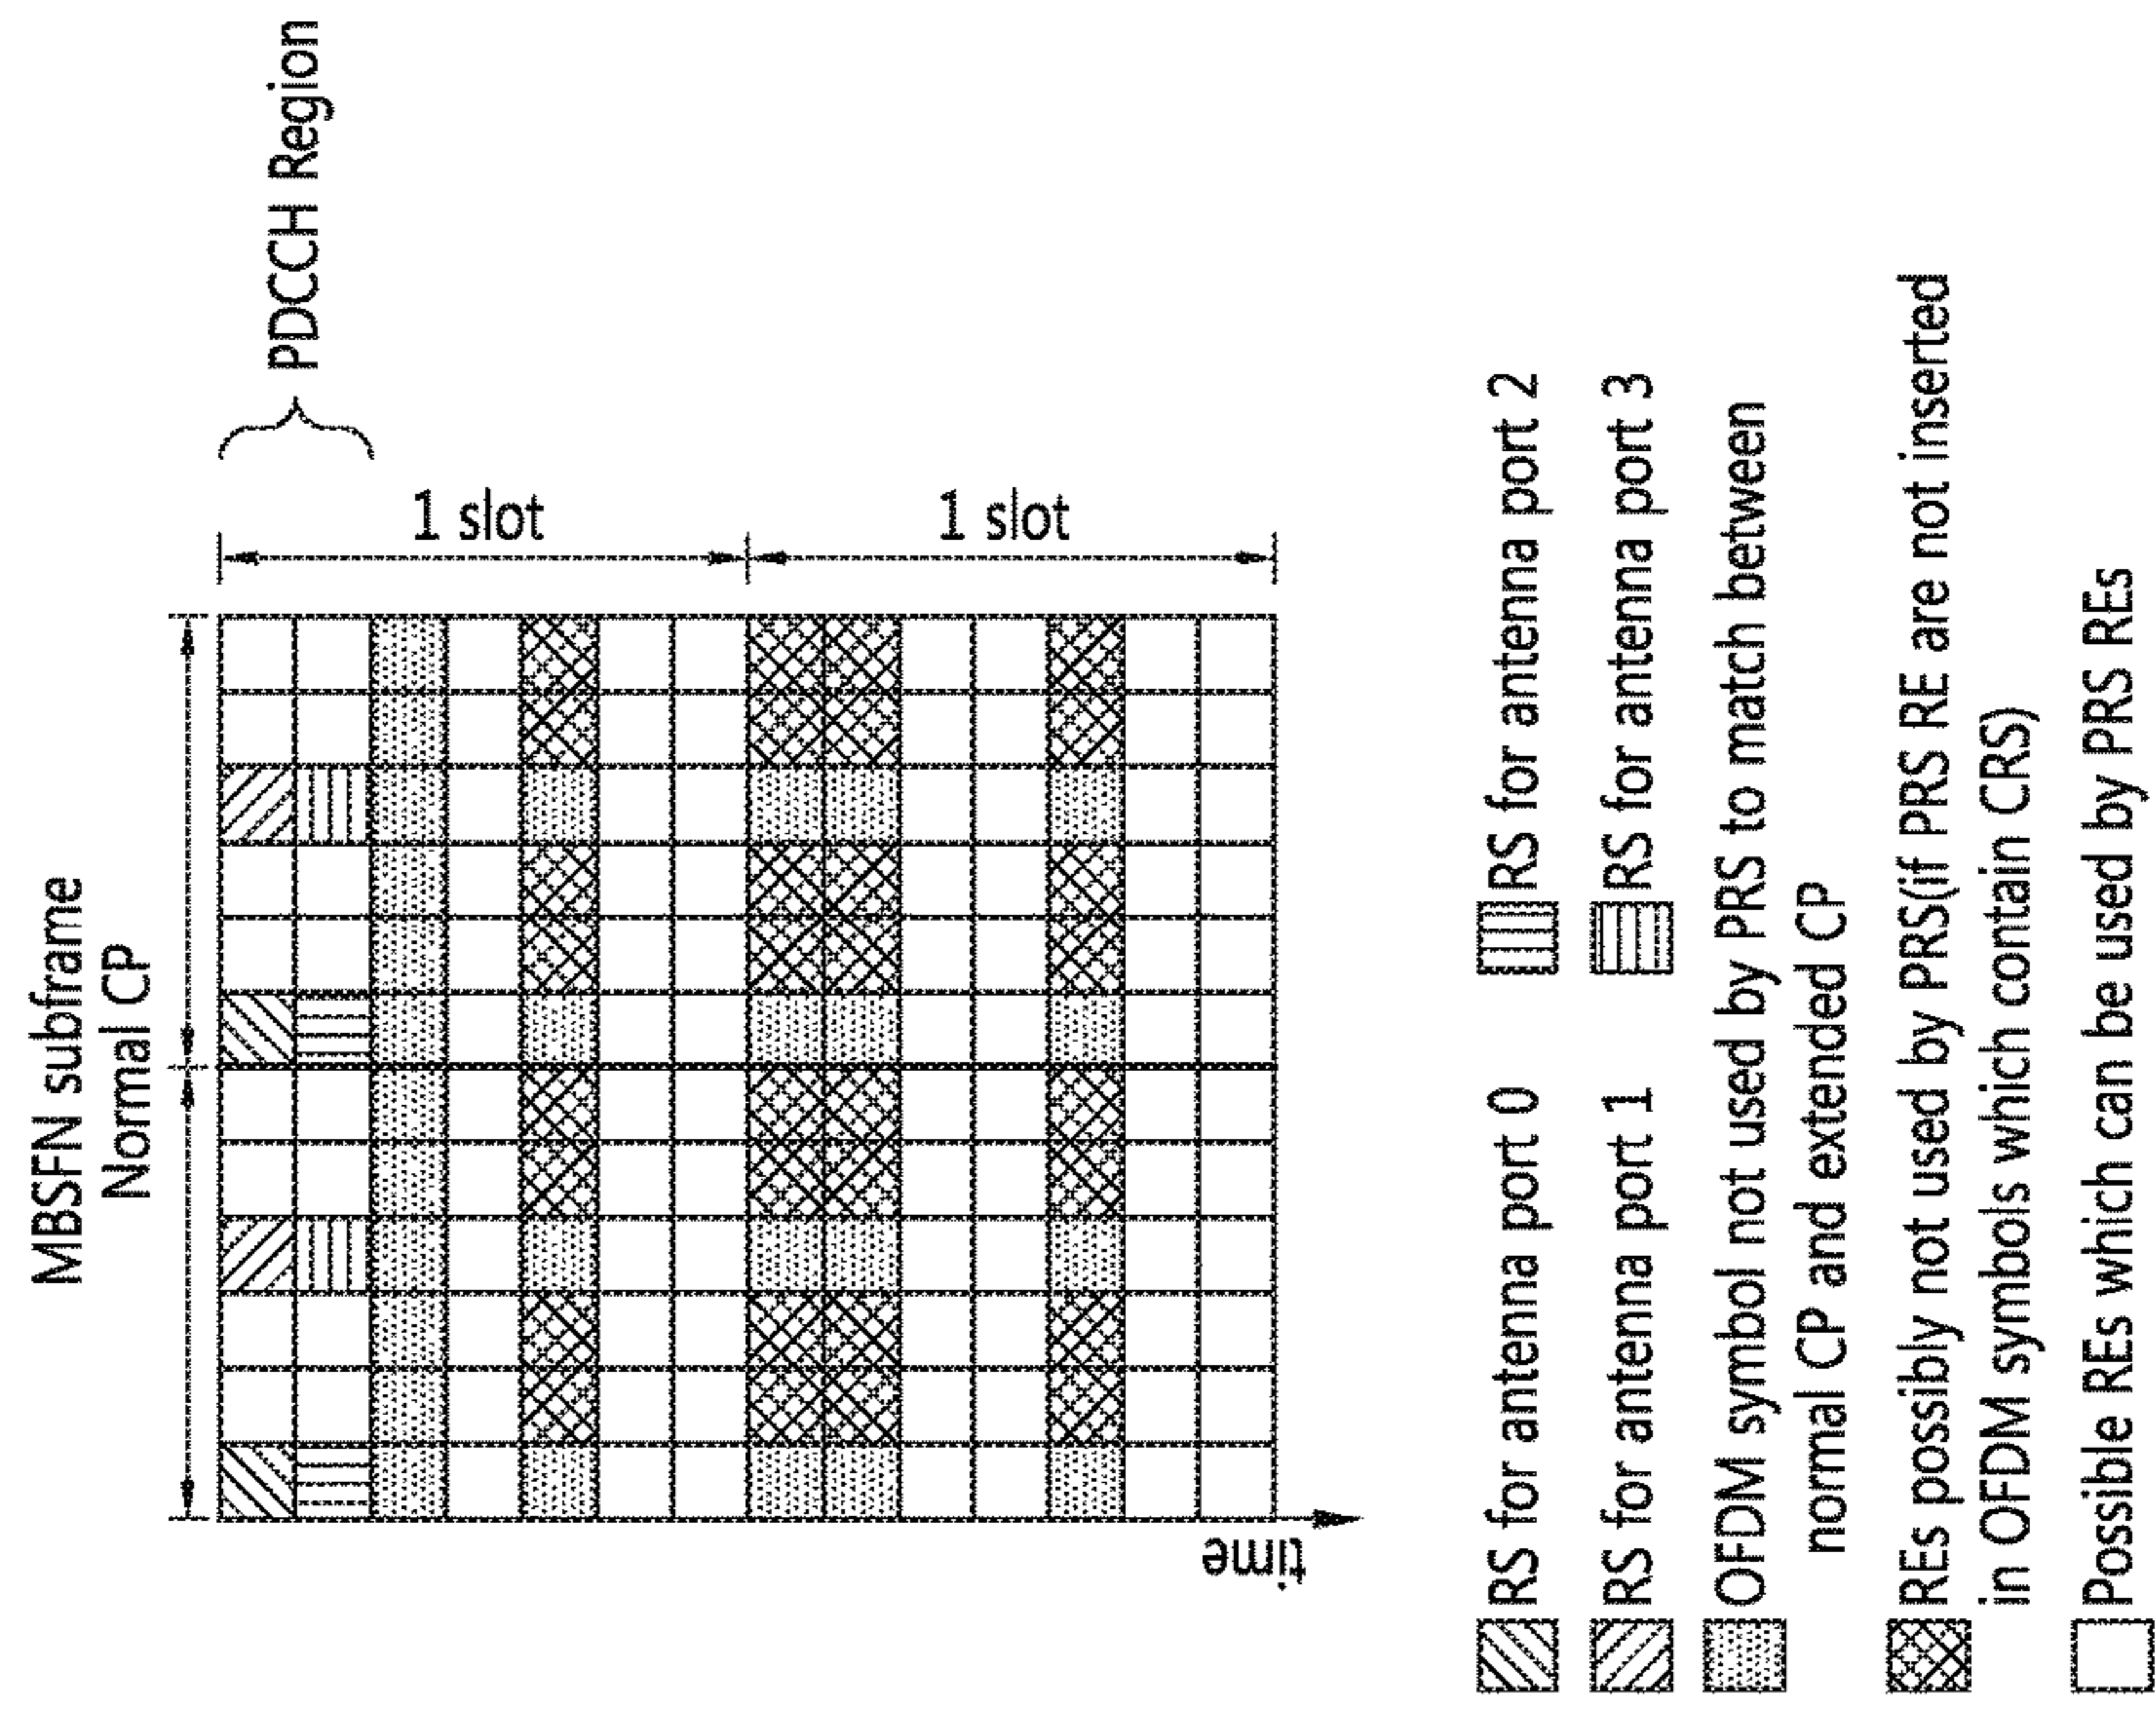 MBSFN subframe
Normal CP
PDCCH Region
1 slot
1 slot
time
RS for antenna port 0
RS for antenna port 2
RS for antenna port 1
RS for antenna port 3
OFDM symbol not used by PRS to match between
normal CP and extended CP
REs possibly not used by PRS(if PRS RE are not inserted
in OFDM symbols which contain CRS)
Possible REs which can be used by PRS REs